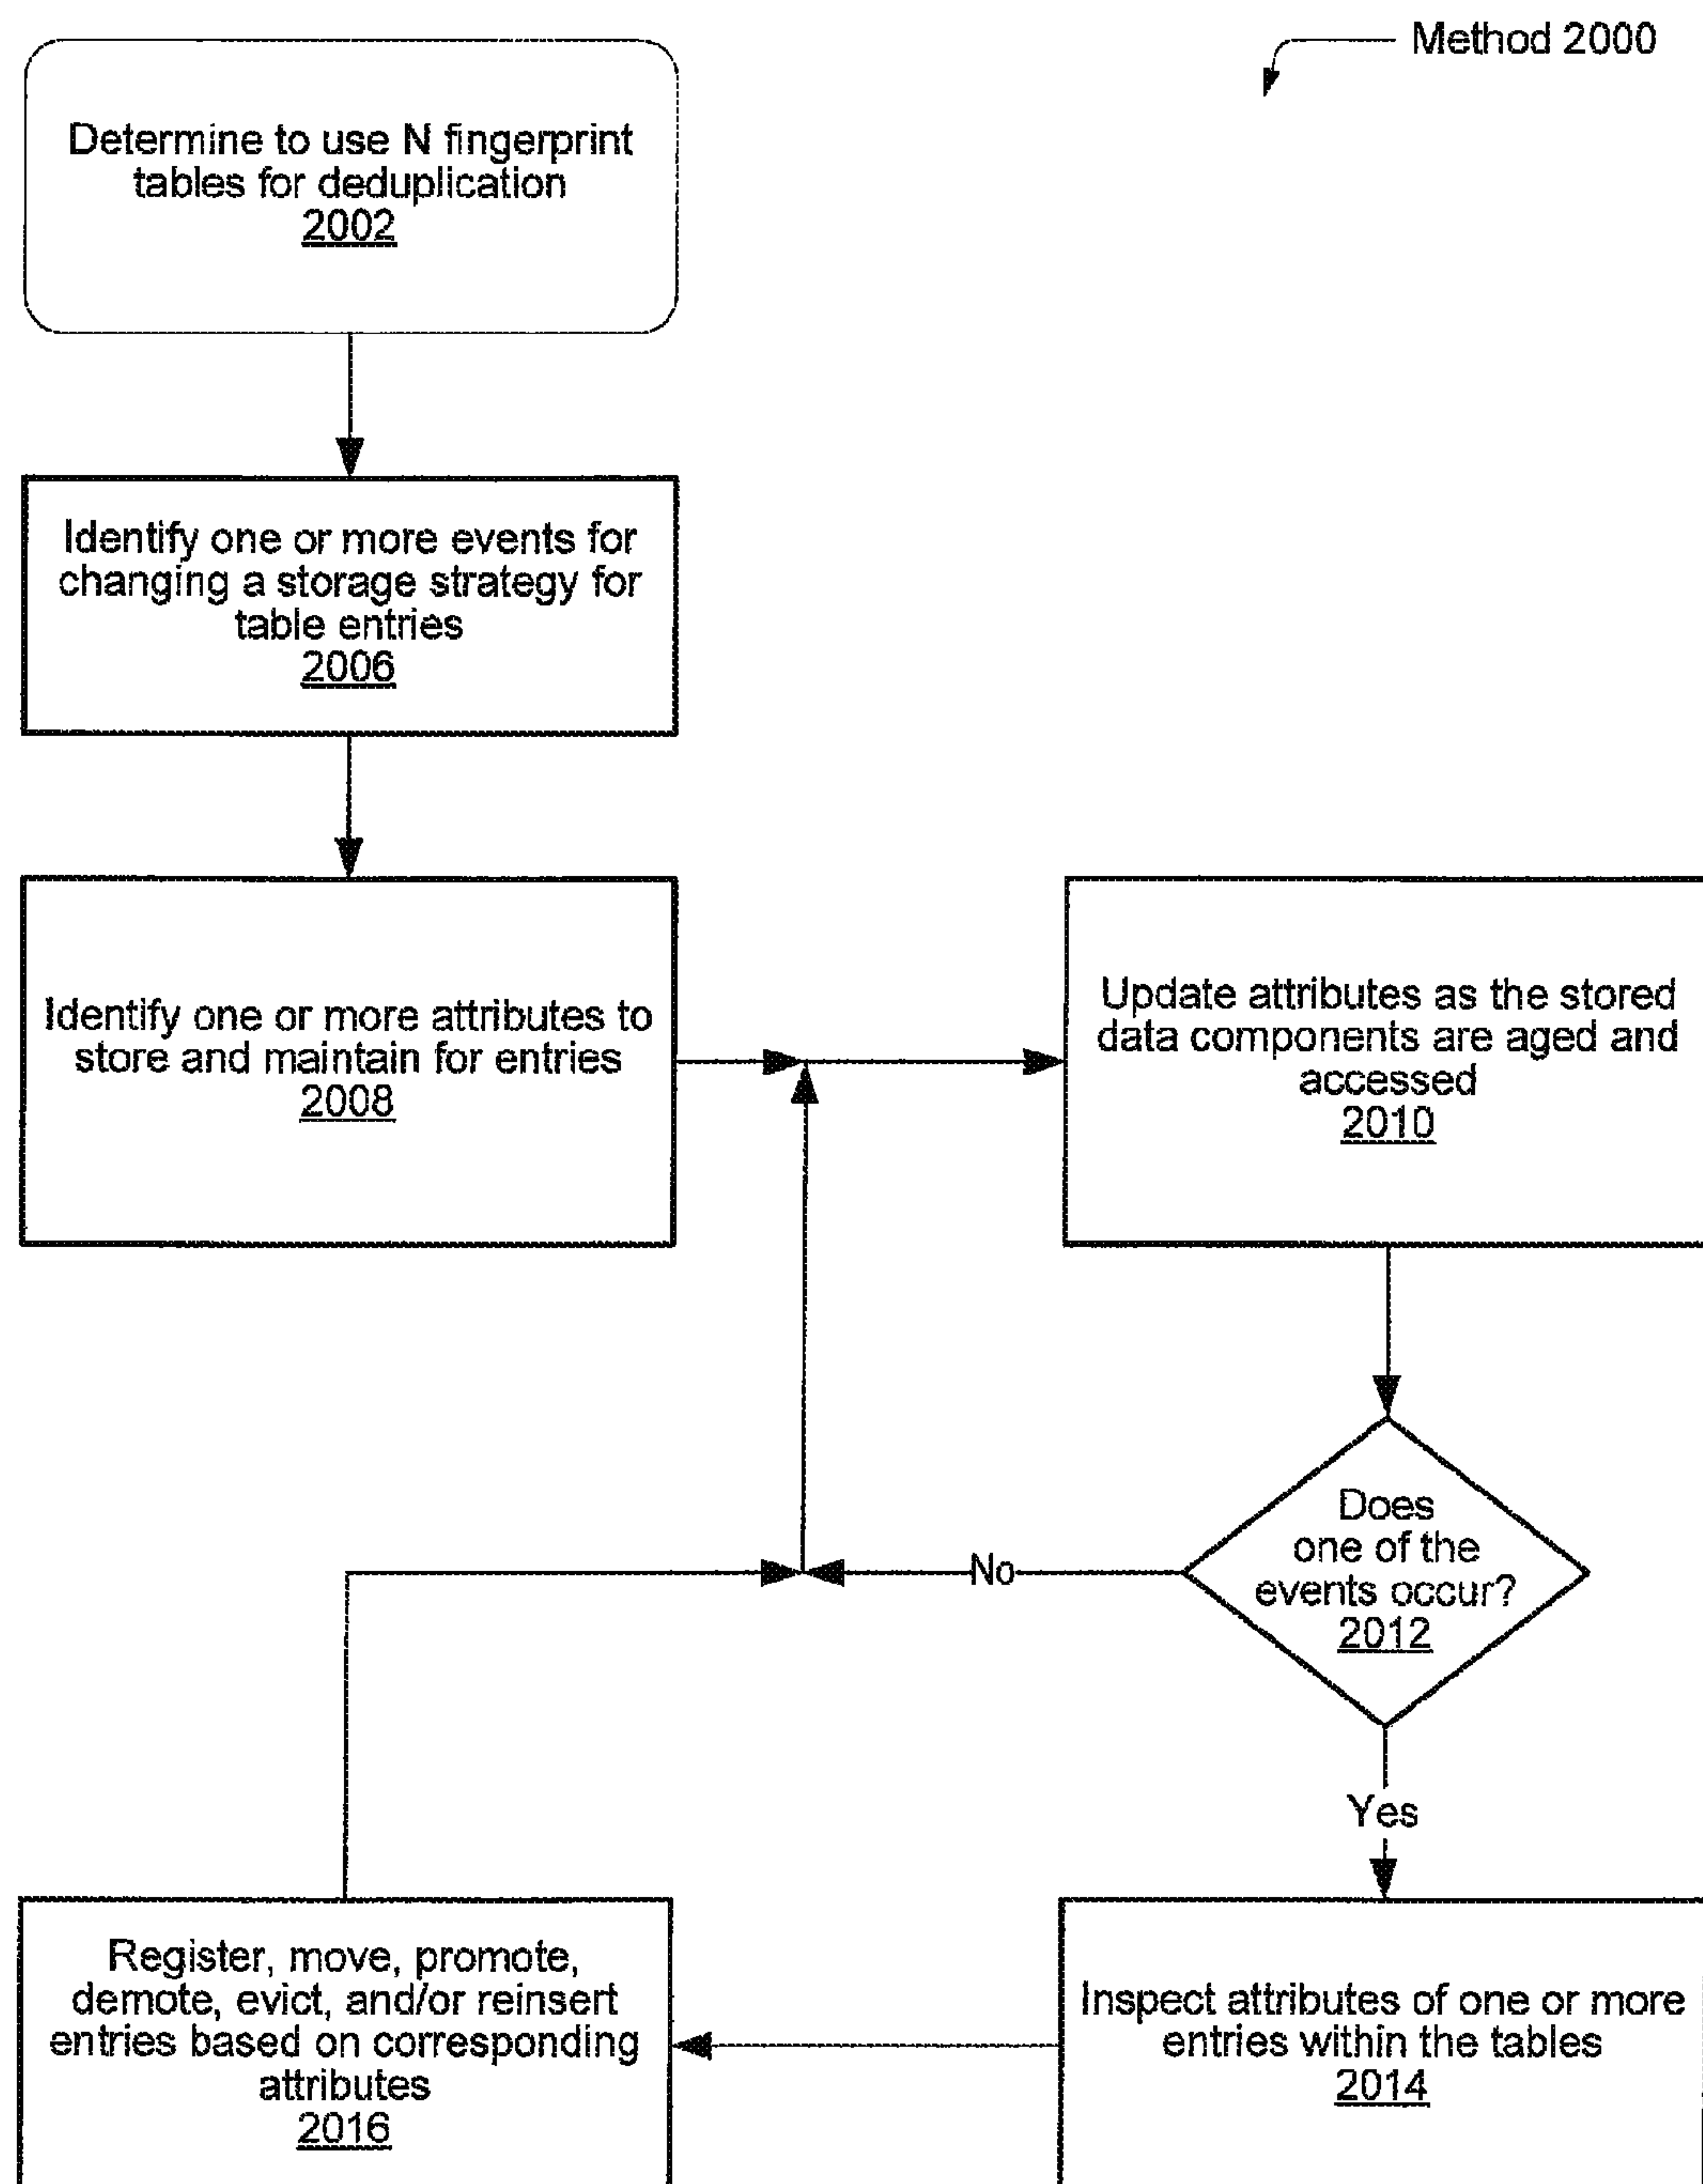 Method 2000
Determine to use N fingerprint
tables for deduplication
2002
Identify one or more events for
changing a storage strategy for
table entries
2006
Identify one or more attributes to
store and maintain for entries
2008
Update attributes as the stored
data components are aged and
accessed
2010
Does
one of the
events occur?
2012
No
Yes
Inspect attributes of one or more
entries within the tables
2014
Register, move, promote,
demote, evict, and/or reinsert
entries based on corresponding
attributes
2016